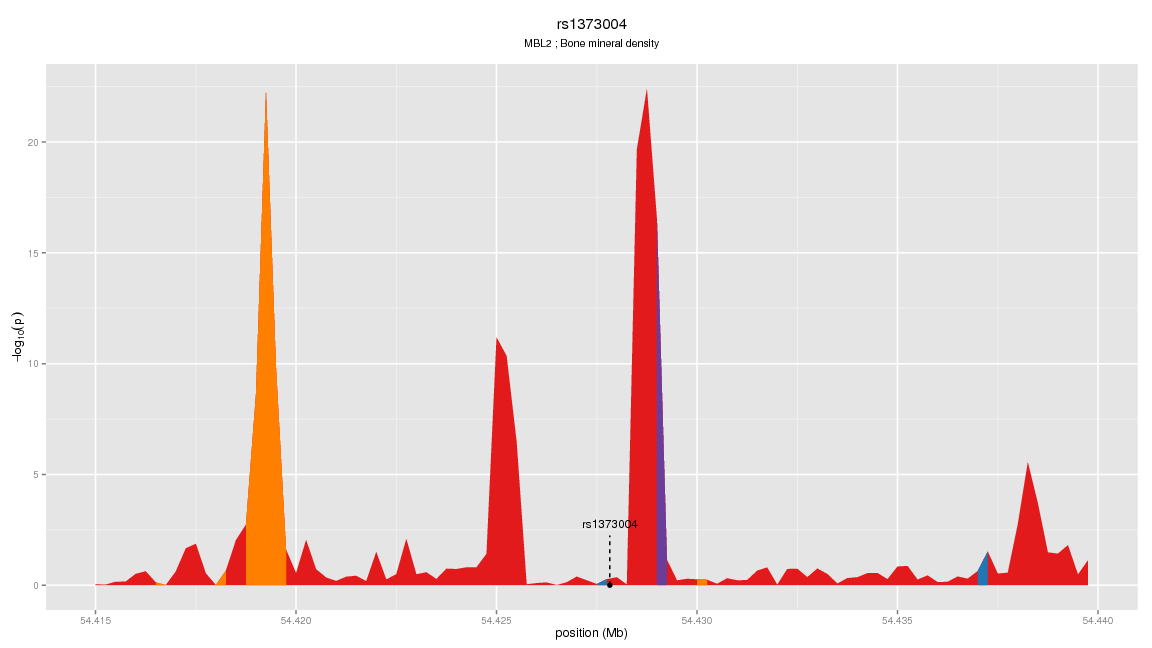 rs1373004
MBL2 ; Bone mineral density
20
15
10
5
0
−log10(p)
rs1373004
54.415 54.420 54.425 54.430 54.435 54.440
position (Mb)